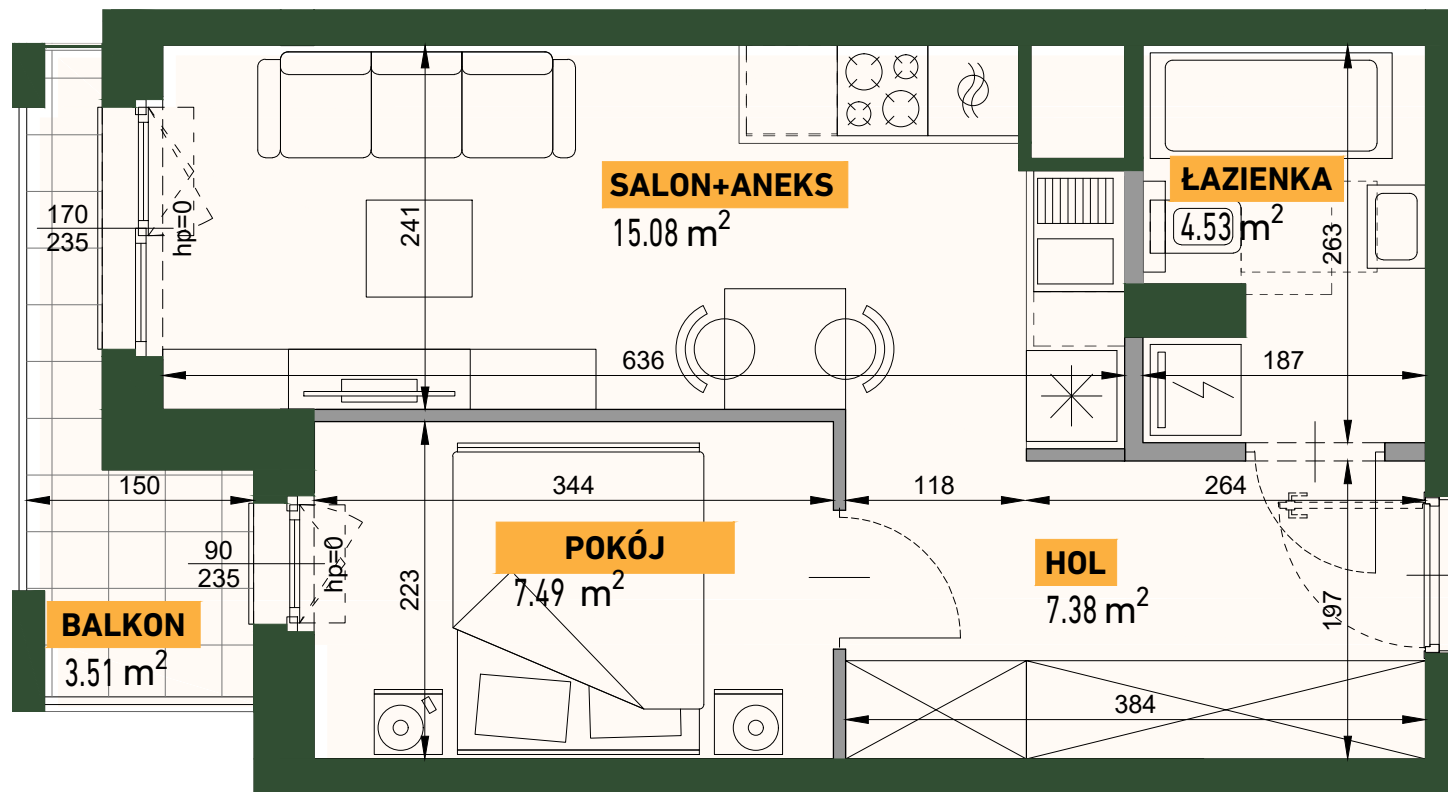 SALON+ANEKS
15.08 m²
ŁAZIENKA
4.53 m²
170
235
hp=0
241
263
636
187
150
344
118
264
90
235
hp=0
223
POKÓJ
7.49 m²
HOL
7.38 m²
197
BALKON
3.51 m²
384